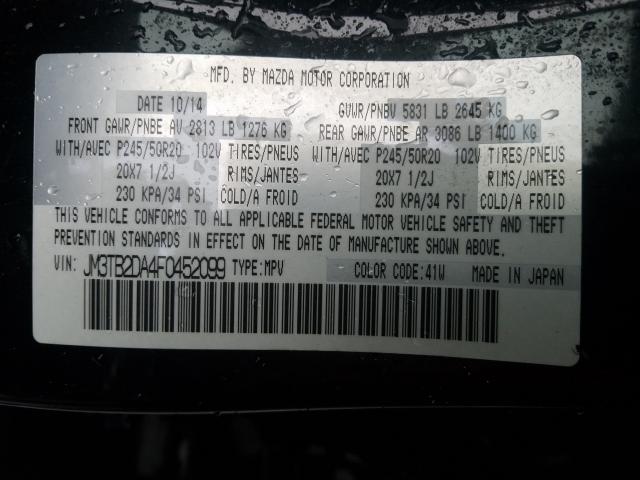 MFD. BY MAZDA MOTOR CORPORATION
DATE 10/14 GVWR/PNBV 5831 LB 2645 KG
FRONT GAWR/PNBE AV 2813 LB 1276 KG REAR GAWR/PNBE AR 3086 LB 1400 KG
WITH/AVEC P245/50R20 102V TIRES/PNEUS WITH/AVEC P245/50R20 102V TIRES/PNEUS
20X7 1/2J RIMS/JANTES 20X7 1/2J RIMS/JANTES
230 KPA/34 PSI COLD/A FROID 230 KPA/34 PSI COLD/A FROID
THIS VEHICLE CONFORMS TO ALL APPLICABLE FEDERAL MOTOR VEHICLE SAFETY AND THEFT
PREVENTION STANDARDS IN EFFECT ON THE DATE OF MANUFACTURE SHOWN ABOVE.
VIN: JM3TB2DA4F0452099 TYPE:MPV COLOR CODE:41W MADE IN JAPAN